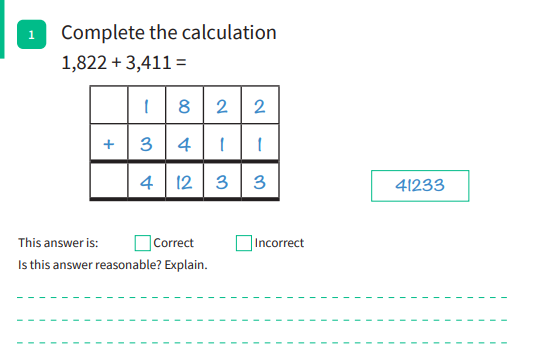 1 Complete the calculation
1,822 + 3,411 =
1 8 2 2
+ 3 4 1 1
4 12 3 3
41233
This answer is: Correct Incorrect
Is this answer reasonable? Explain.